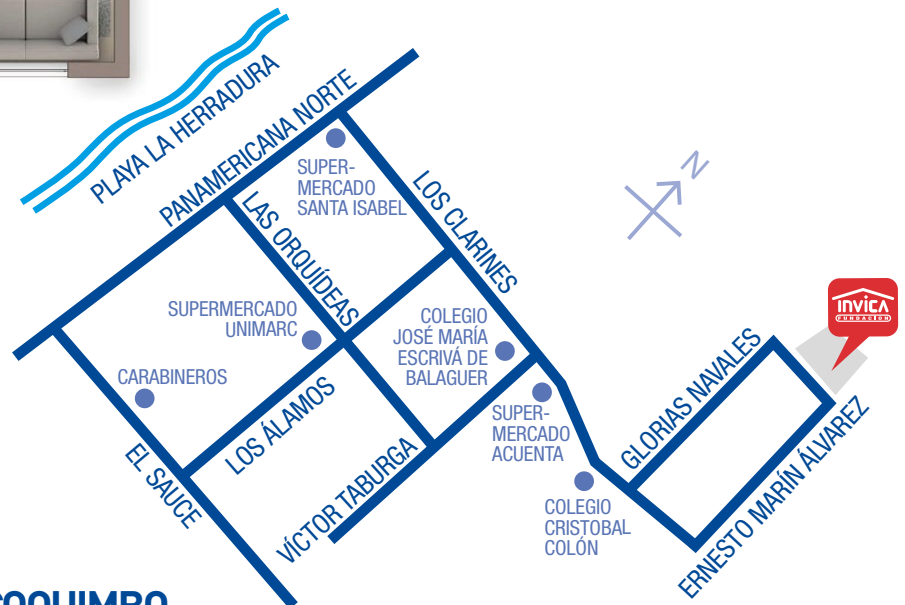 PLAYA LA HERRADURA
PANAMERICANA NORTE
SUPER-
MERCADO
SANTA ISABEL
LOS CLARINES
LAS ORQUÍDEAS
N
SUPERMERCADO
UNIMARC
COLEGIO
JOSÉ MARÍA
ESCRIVÁ DE
BALAGUER
INVICA
FUNDACIÓN
CARABINEROS
LOS ÁLAMOS
EL SAUCE
VÍCTOR TABURGA
SUPER-
MERCADO
ACUENTA
GLORIAS NAVALES
ERNESTO MARÍN ÁLVAREZ
COLEGIO
CRISTOBAL
COLÓN
COQUIMBO